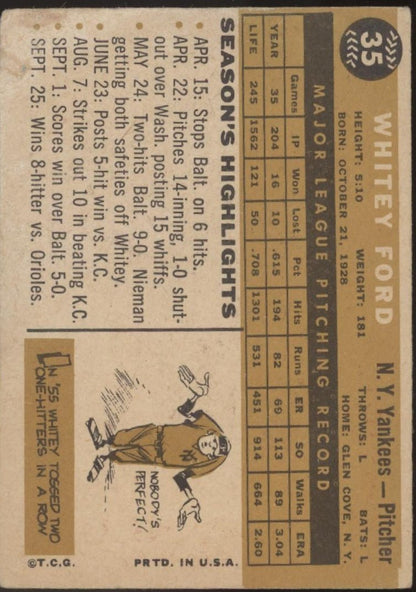 35
WHITEY FORD
N.Y. Yankees—Pitcher
HEIGHT: 5:10 WEIGHT: 181 THROWS: L BATS: L
BORN: OCTOBER 21, 1928 HOME: GLEN COVE, N. Y.
MAJOR LEAGUE PITCHING RECORD
Games IP Won Lost Pct Hits Runs ER SO Walks ERA
YEAR 35 204 16 10 .615 194 82 69 113 89 3.04
LIFE 245 1562 121 50 .708 1301 531 451 914 664 2.60
SEASON'S HIGHLIGHTS
• APR. 15: Stops Balt. on 6 hits.
• APR. 22: Pitches 14-inning, 1-0 shut-
out over Wash. posting 15 whiffs.
• MAY 24: Two-hits Balt. 9-0. Nieman
getting both safeties off Whitey.
• JUNE 23: Posts 5-hit win vs. K.C.
• AUG. 7: Strikes out 10 in beating K.C.
• SEPT. 1: Scores win over Balt. 5-0.
• SEPT. 25: Wins 8-hitter vs. Orioles.
NOBODY'S
PERFECT!
NY
IN '55 WHITEY TOSSED TWO
ONE-HITTERS IN A ROW
©T.C.G. PRTD. IN U.S.A.